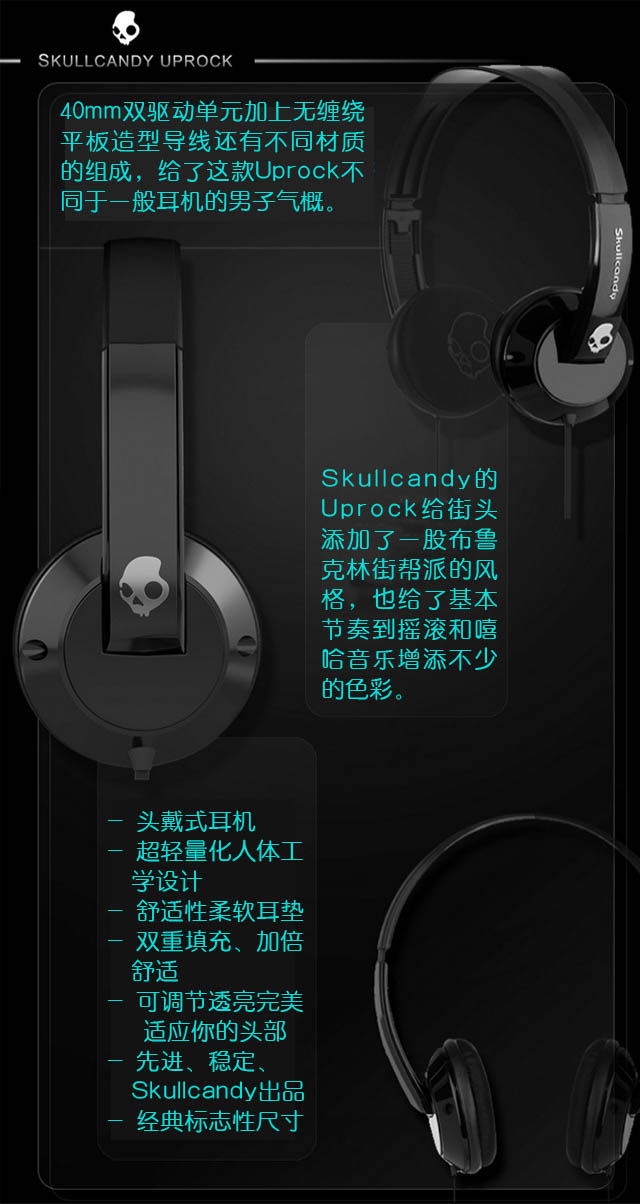 SKULLCANDY UPROCK
40mm双驱动单元加上无缠绕
平板造型导线还有不同材质
的组成，给了这款Uprock不
同于一般耳机的男子气概。
Skullcandy
Skullcandy的
Uprock给街头
添加了一股布鲁
克林街帮派的风
格，也给了基本
节奏到摇滚和嘻
哈音乐增添不少
的色彩。
- 头戴式耳机
- 超轻量化人体工
学设计
- 舒适性柔软耳垫
- 双重填充、加倍
舒适
- 可调节透亮完美
适应你的头部
- 先进、稳定、
Skullcandy出品
- 经典标志性尺寸